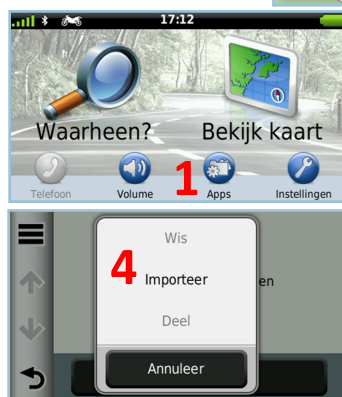 17:12
Waarheen? Bekijk kaart
1
Telefoon Volume Apps Instellingen
Wis
4 Importeer en
Deel
Annuleer